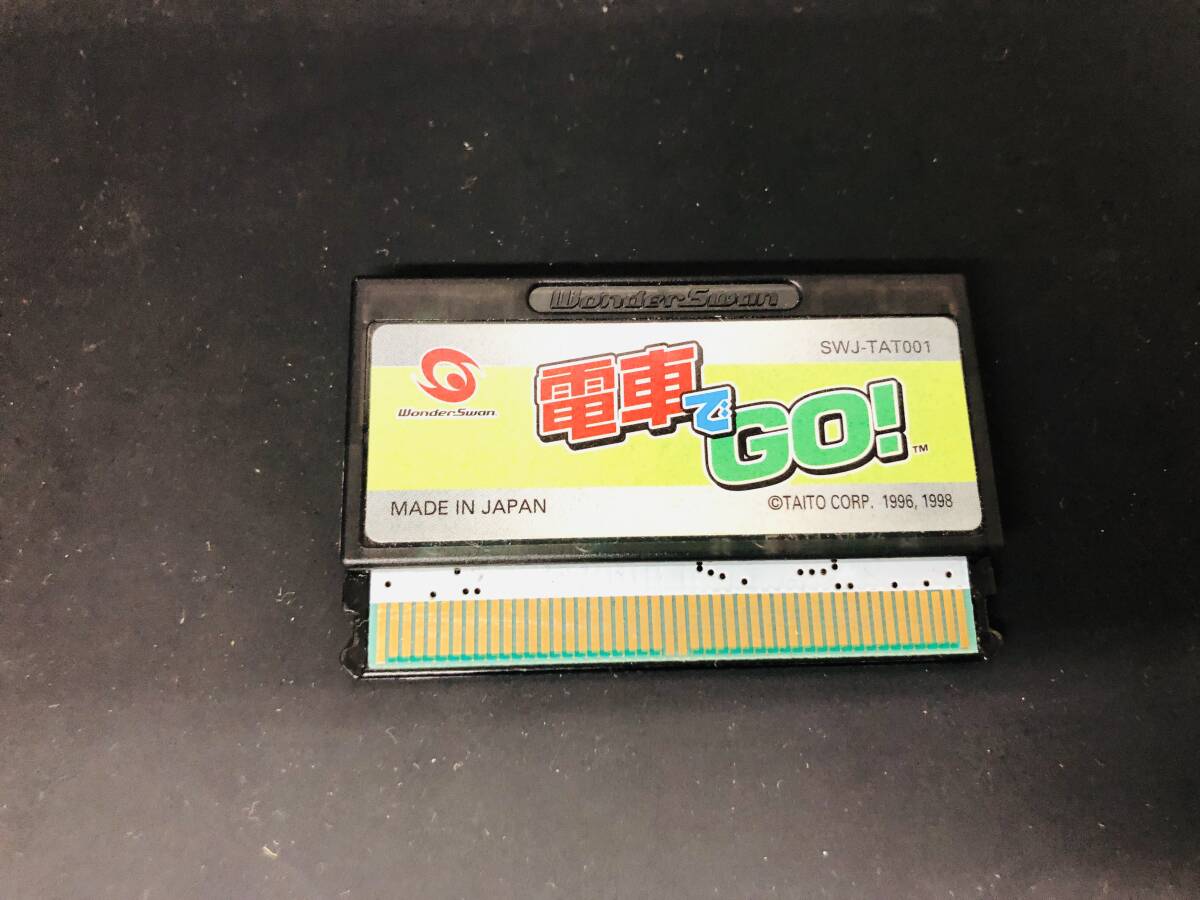 WonderSwan
SWJ-TAT001
WonderSwan
電車でGO!™
MADE IN JAPAN
©TAITO CORP. 1996, 1998